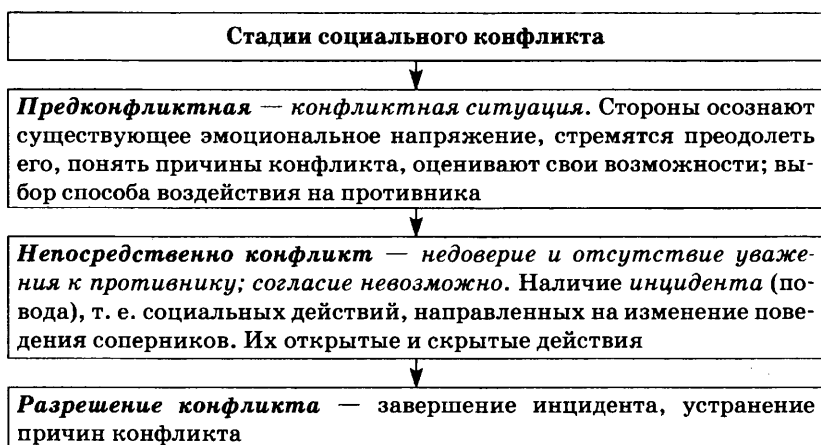 Стадии социального конфликта
Предконфликтная — конфликтная ситуация. Стороны осознают
существующее эмоциональное напряжение, стремятся преодолеть
его, понять причины конфликта, оценивают свои возможности; вы-
бор способа воздействия на противника
Непосредственно конфликт — недоверие и отсутствие уваже-
ния к противнику; согласие невозможно. Наличие инцидента (по-
вода), т. е. социальных действий, направленных на изменение пове-
дения соперников. Их открытые и скрытые действия
Разрешение конфликта — завершение инцидента, устранение
причин конфликта